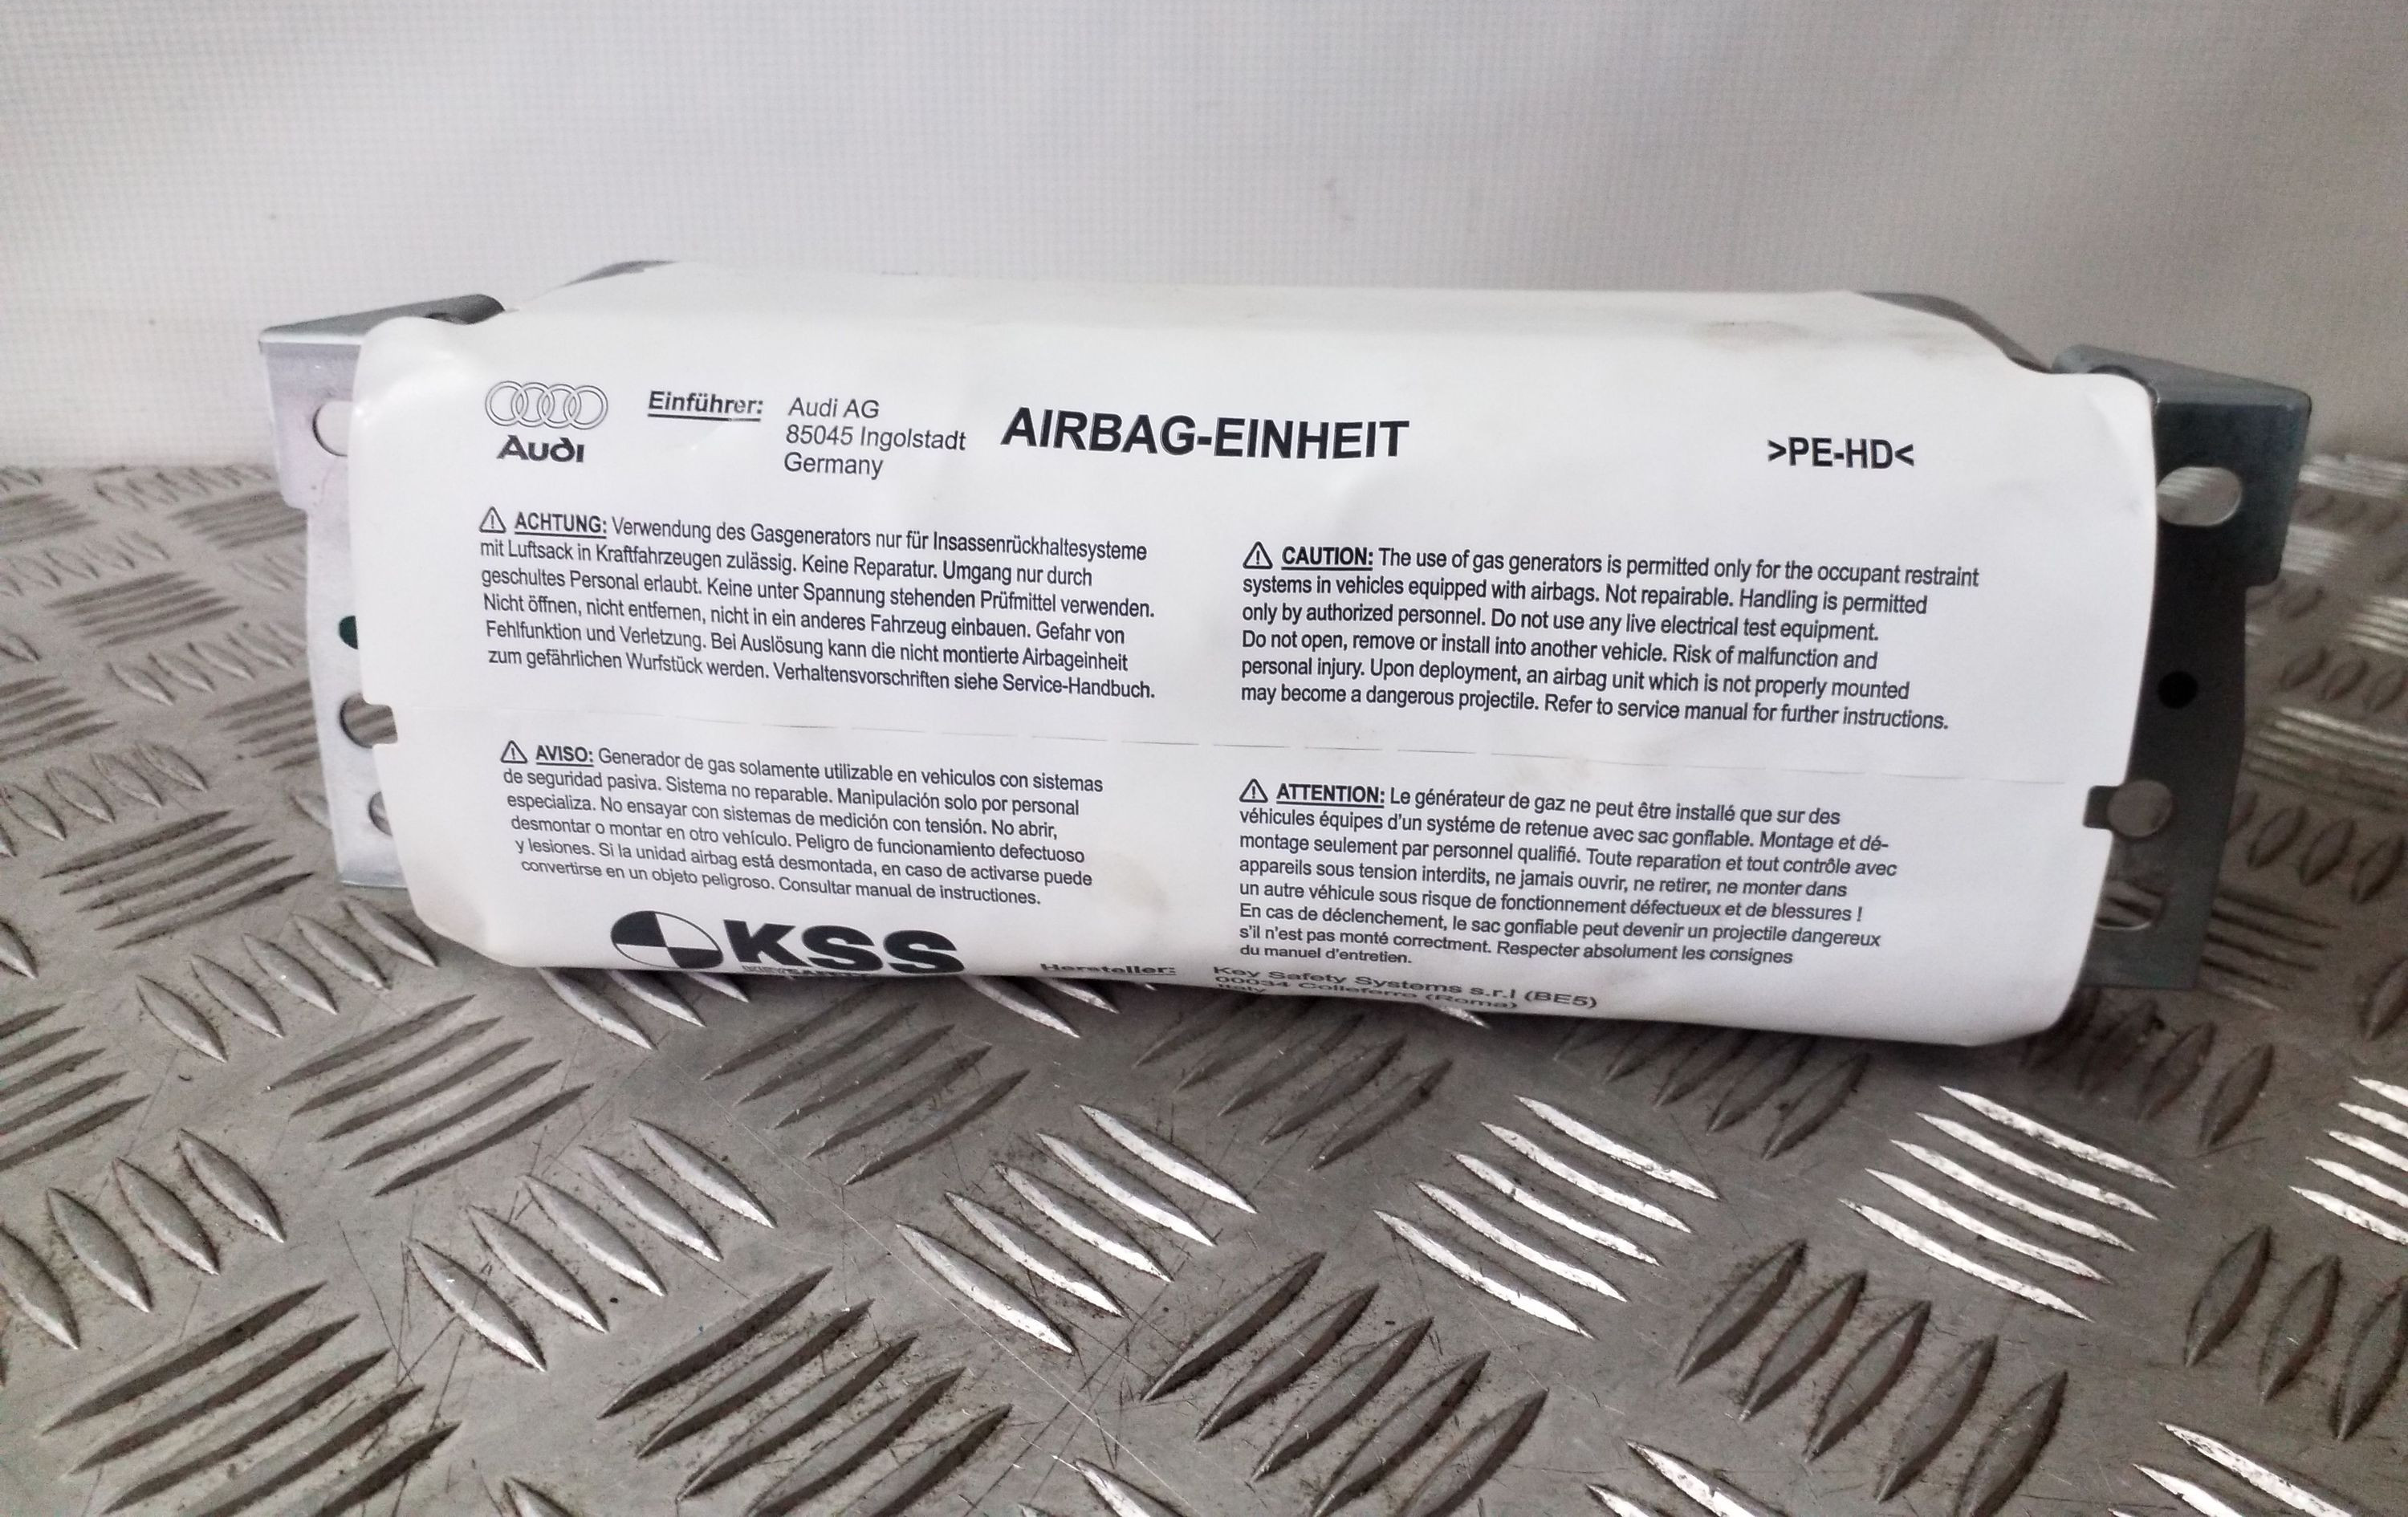 Audi
Einführer:
Audi AG
85045 Ingolstadt
Germany
AIRBAG-EINHEIT
>PE-HD<
ACHTUNG: Verwendung des Gasgenerators nur für Insassenrückhaltesysteme
mit Luftsack in Kraftfahrzeugen zulässig. Keine Reparatur. Umgang nur durch
geschultes Personal erlaubt. Keine unter Spannung stehenden Prüfmittel verwenden.
Nicht öffnen, nicht entfernen, nicht in ein anderes Fahrzeug einbauen. Gefahr von
Fehlfunktion und Verletzung. Bei Auslösung kann die nicht montierte Airbageinheit
zum gefährlichen Wurfstück werden. Verhaltensvorschriften siehe Service-Handbuch.
CAUTION: The use of gas generators is permitted only for the occupant restraint
systems in vehicles equipped with airbags. Not repairable. Handling is permitted
only by authorized personnel. Do not use any live electrical test equipment.
Do not open, remove or install into another vehicle. Risk of malfunction and
personal injury. Upon deployment, an airbag unit which is not properly mounted
may become a dangerous projectile. Refer to service manual for further instructions.
AVISO: Generador de gas solamente utilizable en vehiculos con sistemas
de seguridad pasiva. Sistema no reparable. Manipulación solo por personal
especializa. No ensayar con sistemas de medición con tensión. No abrir,
desmontar o montar en otro vehículo. Peligro de funcionamiento defectuoso
y lesiones. Si la unidad airbag está desmontada, en caso de activarse puede
convertirse en un objeto peligroso. Consultar manual de instructiones.
ATTENTION: Le générateur de gaz ne peut être installé que sur des
véhicules équipes d'un systéme de retenue avec sac gonflable. Montage et dé-
montage seulement par personnel qualifié. Toute reparation et tout contrôle avec
appareils sous tension interdits, ne jamais ouvrir, ne retirer, ne monter dans
un autre véhicule sous risque de fonctionnement défectueux et de blessures !
En cas de déclenchement, le sac gonfiable peut devenir un projectile dangereux
s'il n'est pas monté correctment. Respecter absolument les consignes
du manuel d'entretien.
KSS
Hersteller:
Key Safety Systems s.r.l (BE5)
00034 Colleferro (Roma)
Italy